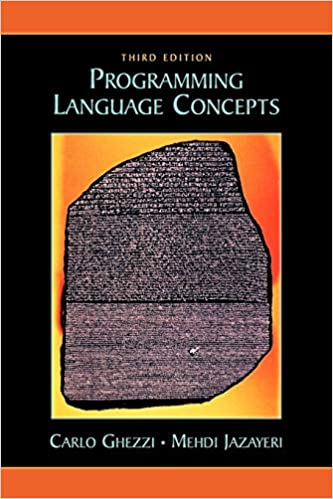 THIRD EDITION
PROGRAMMING
LANGUAGE CONCEPTS
CARLO GHEZZI • MEHDI JAZAYERI